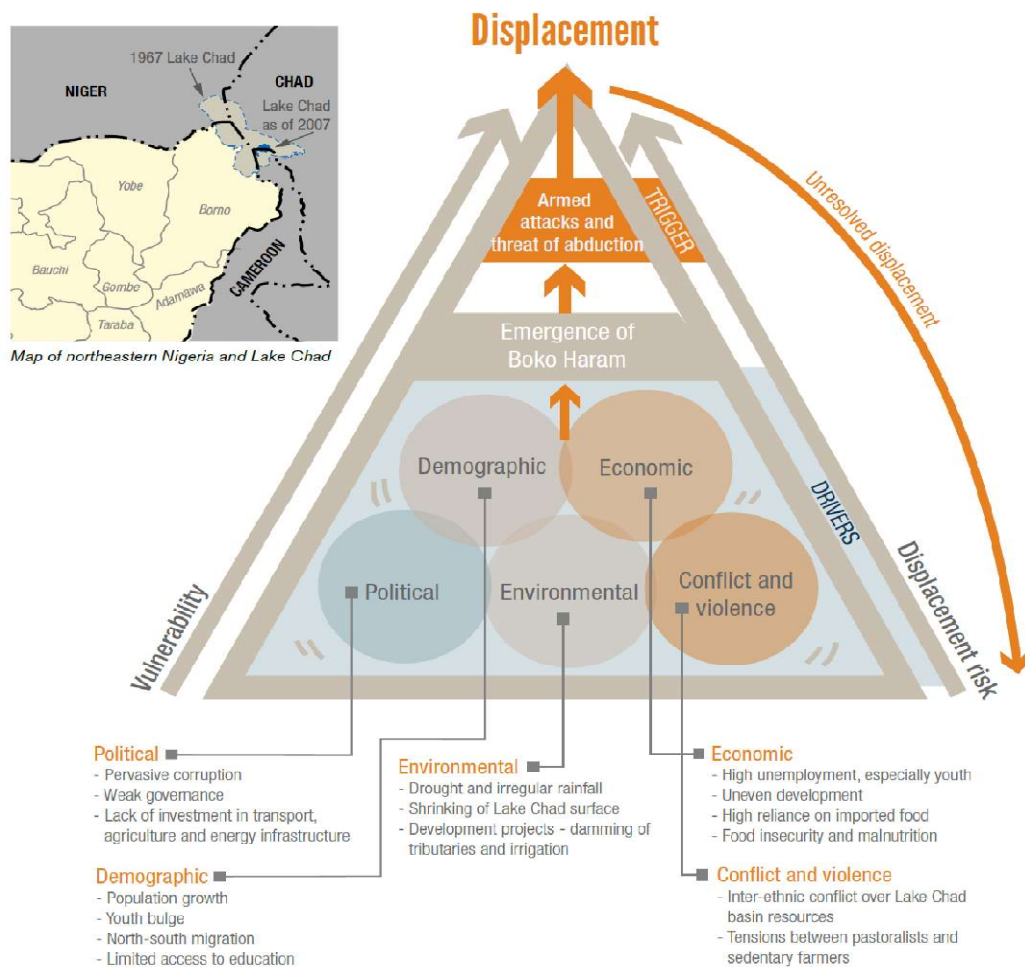 Displacement
1967 Lake Chad
NIGER
CHAD
Lake Chad
as of 2007
Yobe
Borno
Bauchi
Gombe
Adamawa
Taraba
CAMEROON
Map of northeastern Nigeria and Lake Chad
Armed
attacks and
threat of abduction
TRIGGER
Unresolved displacement
Emergence of
Boko Haram
Demographic
Economic
DRIVERS
Political
Environmental
Conflict and
violence
Vulnerability
Displacement risk
Political
- Pervasive corruption
- Weak governance
- Lack of investment in transport,
agriculture and energy infrastructure
Demographic
- Population growth
- Youth bulge
- North-south migration
- Limited access to education
Environmental
- Drought and irregular rainfall
- Shrinking of Lake Chad surface
- Development projects - damming of
tributaries and irrigation
Economic
- High unemployment, especially youth
- Uneven development
- High reliance on imported food
- Food insecurity and malnutrition
Conflict and violence
- Inter-ethnic conflict over Lake Chad
basin resources
- Tensions between pastoralists and
sedentary farmers